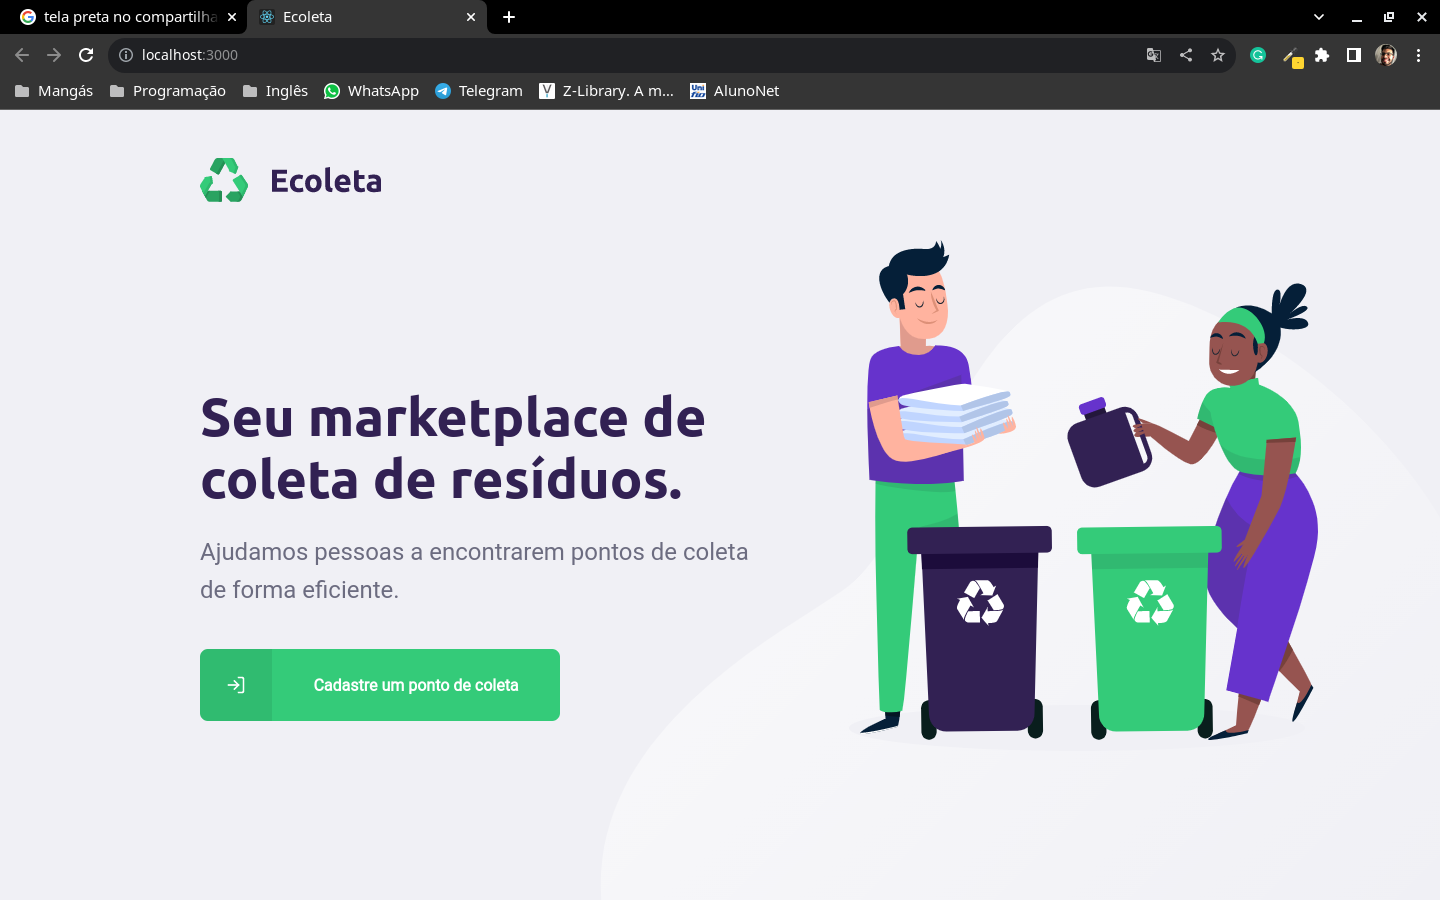 tela preta no compartilha
Ecoleta
localhost:3000
Mangás
Programação
Inglês
WhatsApp
Telegram
Z-Library. A m...
AlunoNet
Ecoleta
Seu marketplace de
coleta de resíduos.
Ajudamos pessoas a encontrarem pontos de coleta
de forma eficiente.
Cadastre um ponto de coleta